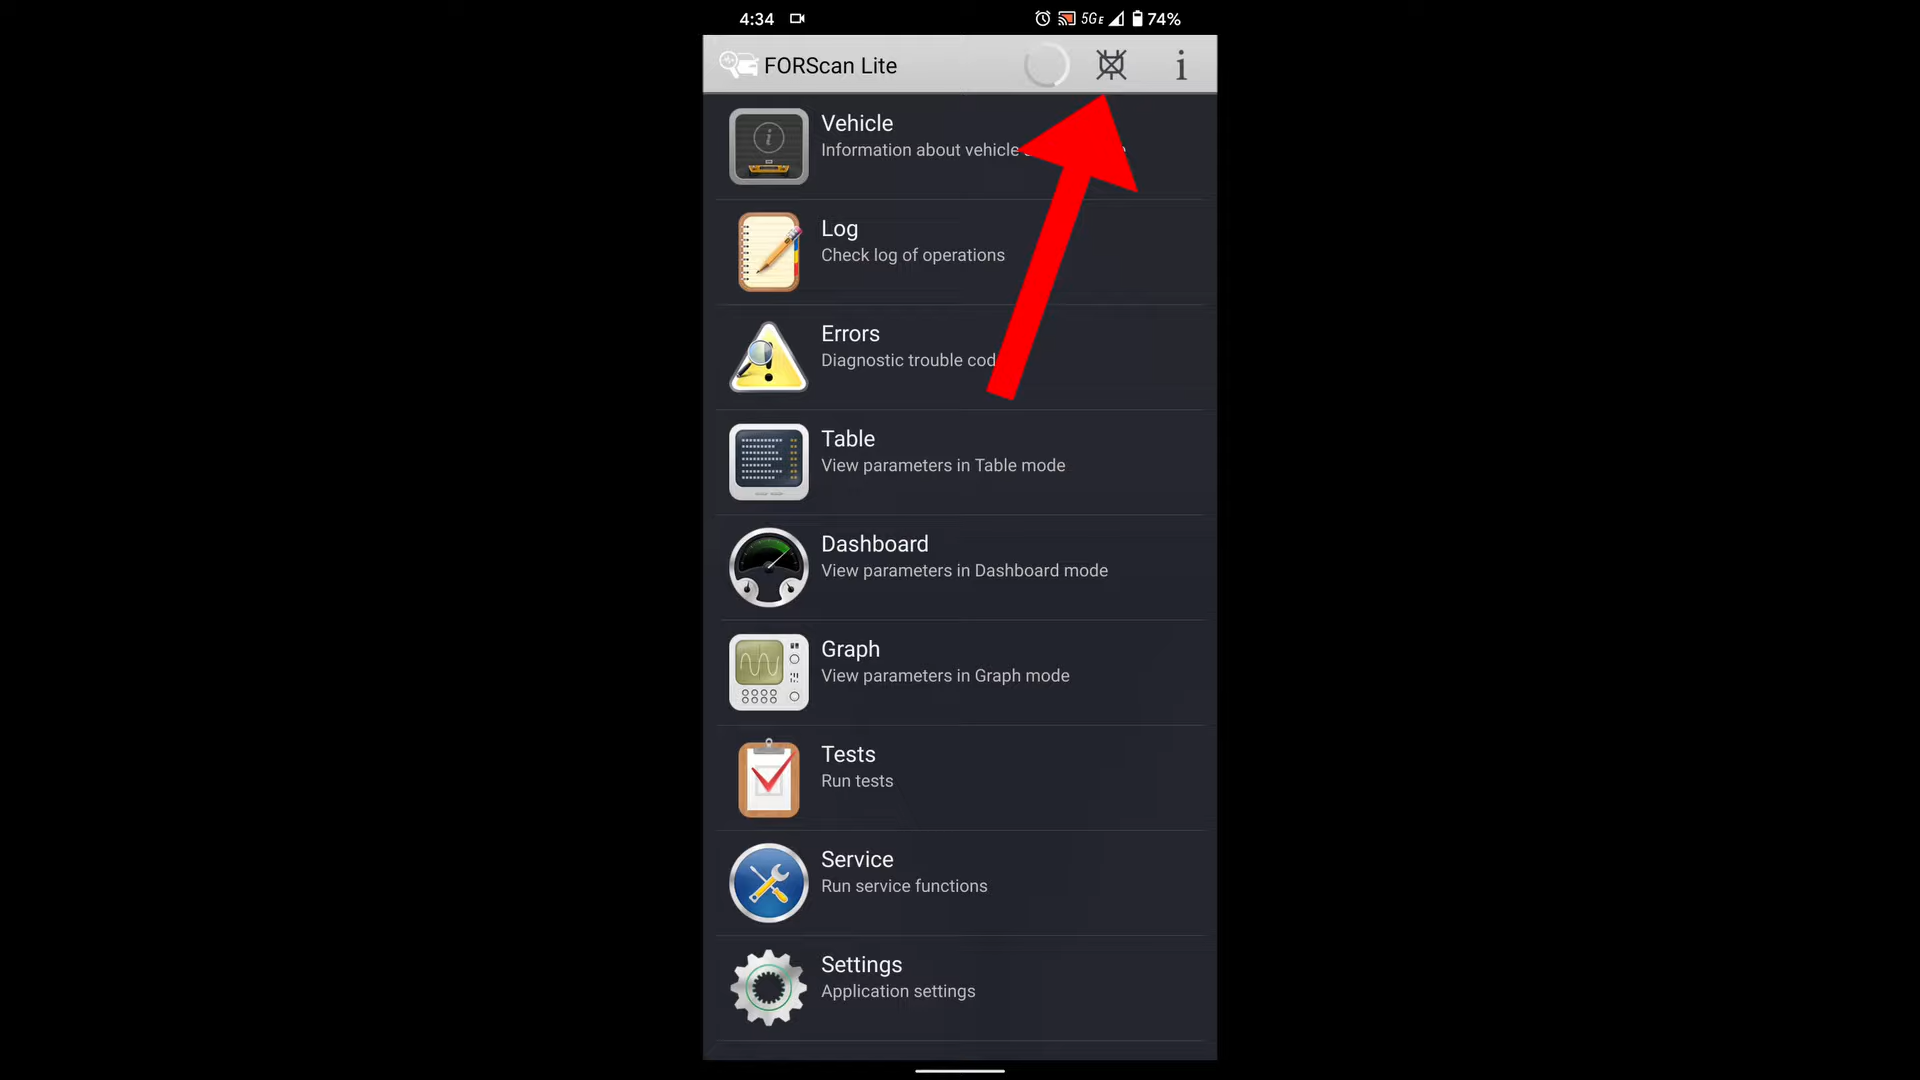 4:34 5GE 74%
FORScan Lite
Vehicle
Information about vehicle
Log
Check log of operations
Errors
Diagnostic trouble
Table
View parameters in Table mode
Dashboard
View parameters in Dashboard mode
Graph
View parameters in Graph mode
Tests
Run tests
Service
Run service functions
Settings
Application settings